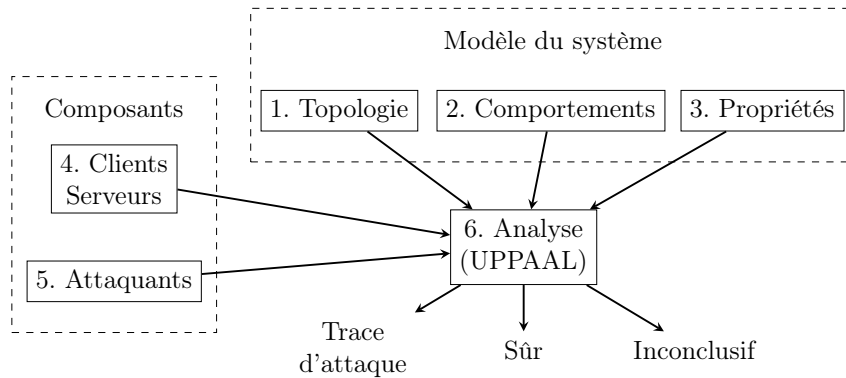 Modèle du système
1. Topologie
2. Comportements
3. Propriétés
Composants
4. Clients
Serveurs
5. Attaquants
6. Analyse
(UPPAAL)
Trace
d'attaque
Sûr
Inconclusif